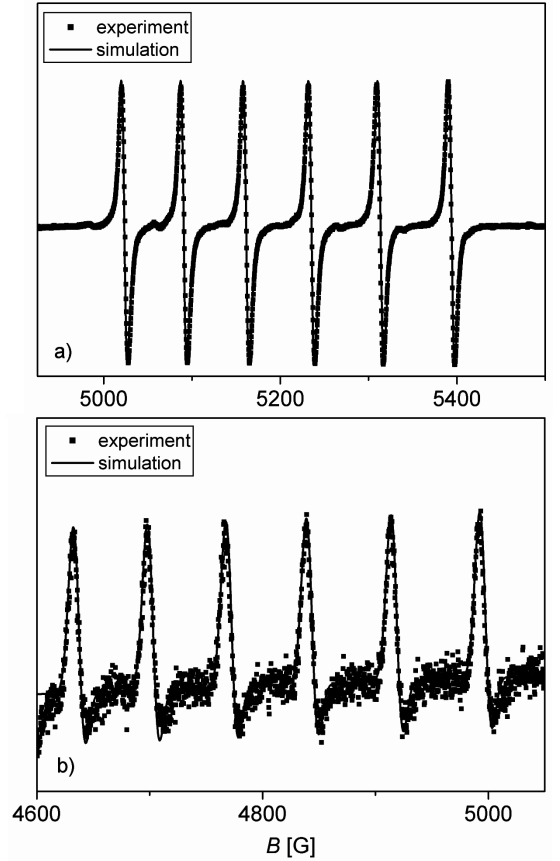 experiment
simulation
a)
5000 5200 5400
experiment
simulation
b)
4600 4800 5000
B [G]